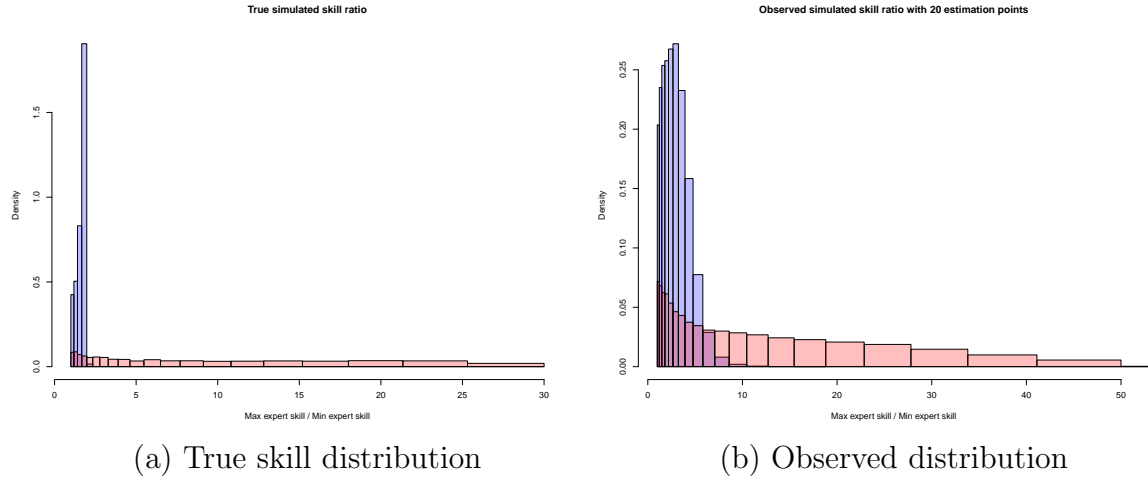 True simulated skill ratio
Density
0.0
0.5
1.0
1.5
0
5
10
15
20
25
30
Max expert skill / Min expert skill
(a) True skill distribution
Observed simulated skill ratio with 20 estimation points
Density
0.00
0.05
0.10
0.15
0.20
0.25
0
10
20
30
40
50
Max expert skill / Min expert skill
(b) Observed distribution